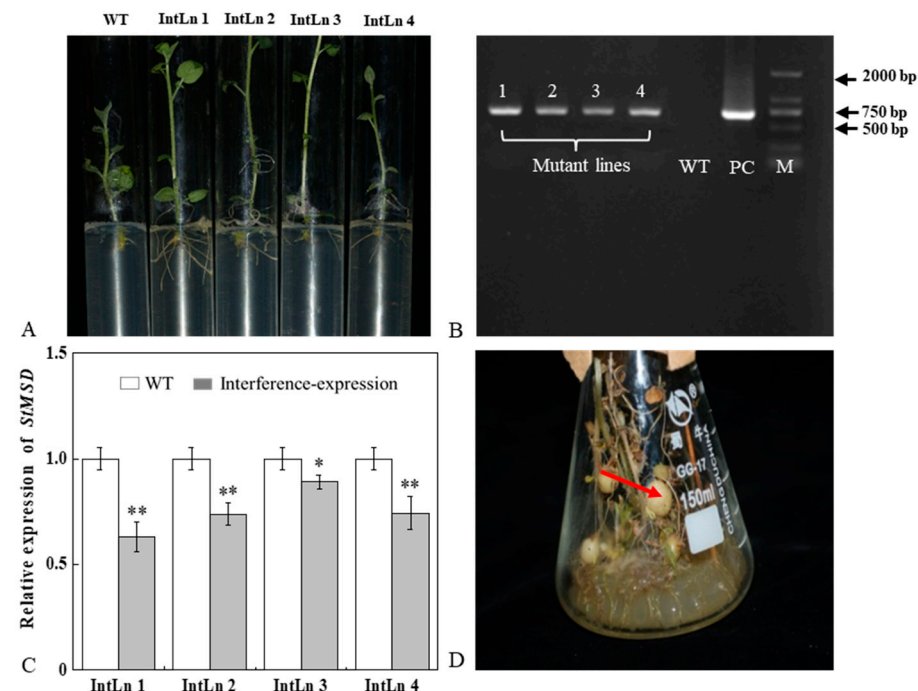 WT IntLn 1 IntLn 2 IntLn 3 IntLn 4
A
1 2 3 4
Mutant lines
WT PC M
2000 bp
750 bp
500 bp
B
Relative expression of StMSD
1.5
1.0
0.5
0
WT Interference-expression
** ** * **
IntLn 1 IntLn 2 IntLn 3 IntLn 4
C
®
蜀 牛
GG-17
150ml
D